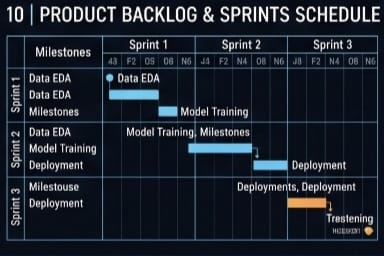 10 | PRODUCT BACKLOG & SPRINTS SCHEDULE
Milestones
Sprint 1 Sprint 2 Sprint 3
43 F2 OS O8 N6 J4 F2 N4 O8 N6 J8 F2 N4 O8 N6
Sprint 1
Data EDA
Data EDA
Data EDA
Milestones
Model Training
Sprint 2
Data EDA
Model Training, Milestones
Model Training
Deployment
Deployment
Sprint 3
Milestouse
Deployments, Deployment
Deployment
Trestening